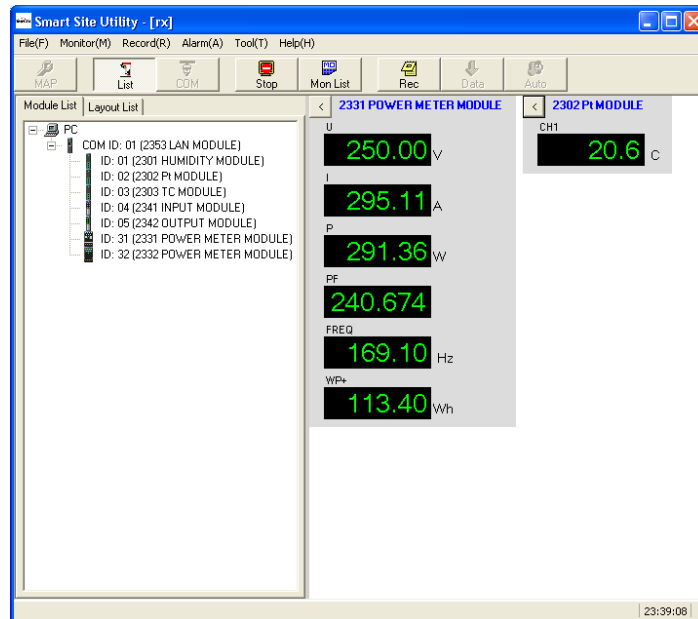 Smart Site Utility - [rx]
File(F) Monitor(M) Record(R) Alarm(A) Tool(T) Help(H)
MAP List COM Stop Mon List Rec Data Auto
Module List Layout List
PC
COM ID: 01 (2353 LAN MODULE)
ID: 01 (2301 HUMIDITY MODULE)
ID: 02 (2302 Pt MODULE)
ID: 03 (2303 TC MODULE)
ID: 04 (2341 INPUT MODULE)
ID: 05 (2342 OUTPUT MODULE)
ID: 31 (2331 POWER METER MODULE)
ID: 32 (2332 POWER METER MODULE)
< 2331 POWER METER MODULE
U
250.00 V
I
295.11 A
P
291.36 W
PF
240.674
FREQ
169.10 Hz
WP+
113.40 Wh
< 2302 Pt MODULE
CH1
20.6 C
23:39:08